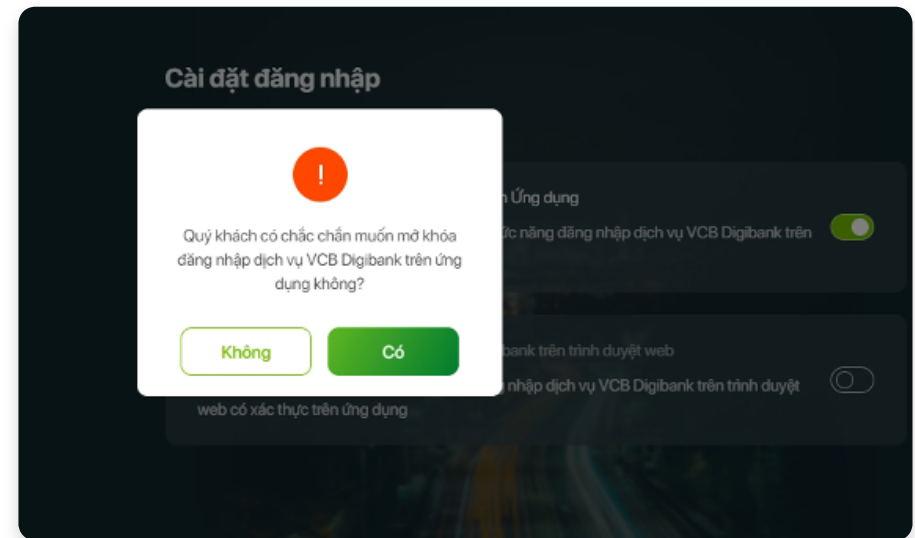 Cài đặt đăng nhập
!
Quý khách có chắc chắn muốn mở khóa
đăng nhập dịch vụ VCB Digibank trên ứng
dụng không?
Không
Có
Ứng dụng
năng đăng nhập dịch vụ VCB Digibank trên
trên trình duyệt web
nhập dịch vụ VCB Digibank trên trình duyệt
web có xác thực trên ứng dụng